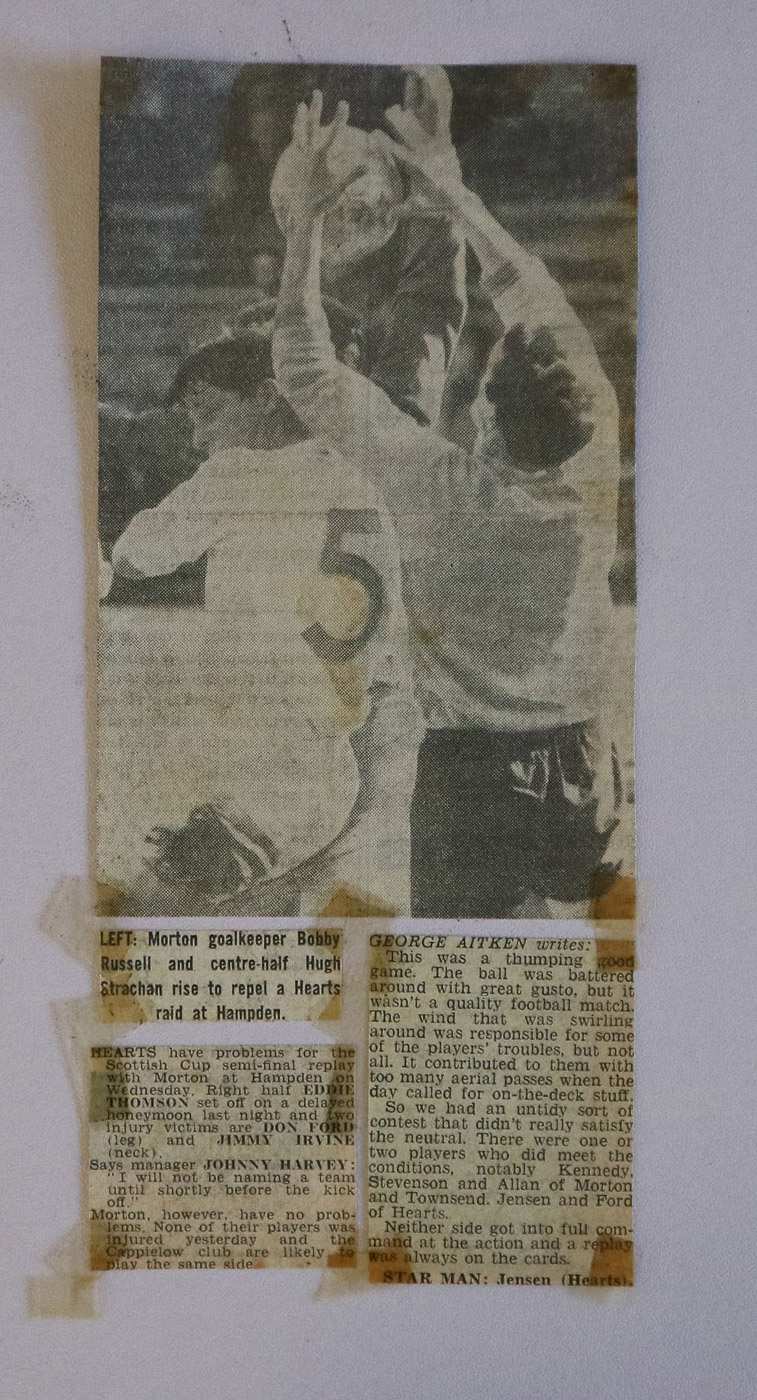 5
LEFT: Morton goalkeeper Bobby
Russell and centre-half Hugh
Strachan rise to repel a Hearts
raid at Hampden.
HEARTS have problems for the
Scottish Cup semi-final replay
with Morton at Hampden on
Wednesday. Right half EDDIE
THOMSON set off on a delayed
honeymoon last night and two
injury victims are DON FORD
(leg) and JIMMY IRVINE
(neck).
Says manager JOHNNY HARVEY:
"I will not be naming a team
until shortly before the kick
off."
Morton, however, have no prob-
lems. None of their players was
injured yesterday and the
Cappielow club are likely to
play the same side.
GEORGE AITKEN writes:
This was a thumping good
game. The ball was battered
around with great gusto, but it
wasn't a quality football match.
The wind that was swirling
around was responsible for some
of the players' troubles, but not
all. It contributed to them with
too many aerial passes when the
day called for on-the-deck stuff.
So we had an untidy sort of
contest that didn't really satisfy
the neutral. There were one or
two players who did meet the
conditions, notably Kennedy,
Stevenson and Allan of Morton
and Townsend, Jensen and Ford
of Hearts.
Neither side got into full com-
mand at the action and a replay
was always on the cards.
STAR MAN: Jensen (Hearts).